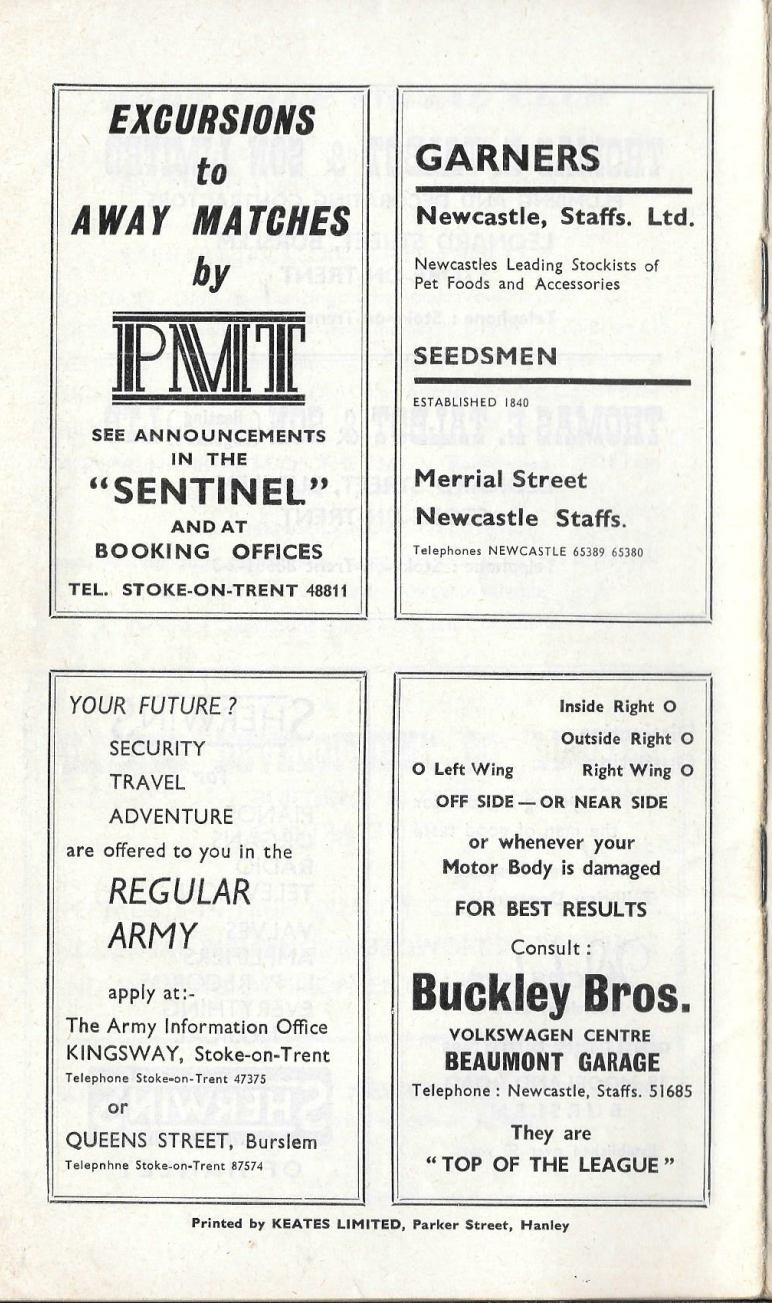 EXCURSIONS
to
AWAY MATCHES
by
PMT
SEE ANNOUNCEMENTS
IN THE
"SENTINEL"
AND AT
BOOKING OFFICES
TEL. STOKE-ON-TRENT 48811
GARNERS
Newcastle, Staffs. Ltd.
Newcastles Leading Stockists of
Pet Foods and Accessories
SEEDSMEN
ESTABLISHED 1840
Merrial Street
Newcastle Staffs.
Telephones NEWCASTLE 65389 65380
YOUR FUTURE?
SECURITY
TRAVEL
ADVENTURE
are offered to you in the
REGULAR
ARMY
apply at:-
The Army Information Office
KINGSWAY, Stoke-on-Trent
Telephone Stoke-on-Trent 47375
or
QUEENS STREET, Burslem
Telepnhne Stoke-on-Trent 87574
Inside Right O
Outside Right O
O Left Wing Right Wing O
OFF SIDE — OR NEAR SIDE
or whenever your
Motor Body is damaged
FOR BEST RESULTS
Consult :
Buckley Bros.
VOLKSWAGEN CENTRE
BEAUMONT GARAGE
Telephone : Newcastle, Staffs. 51685
They are
"TOP OF THE LEAGUE"
Printed by KEATES LIMITED, Parker Street, Hanley